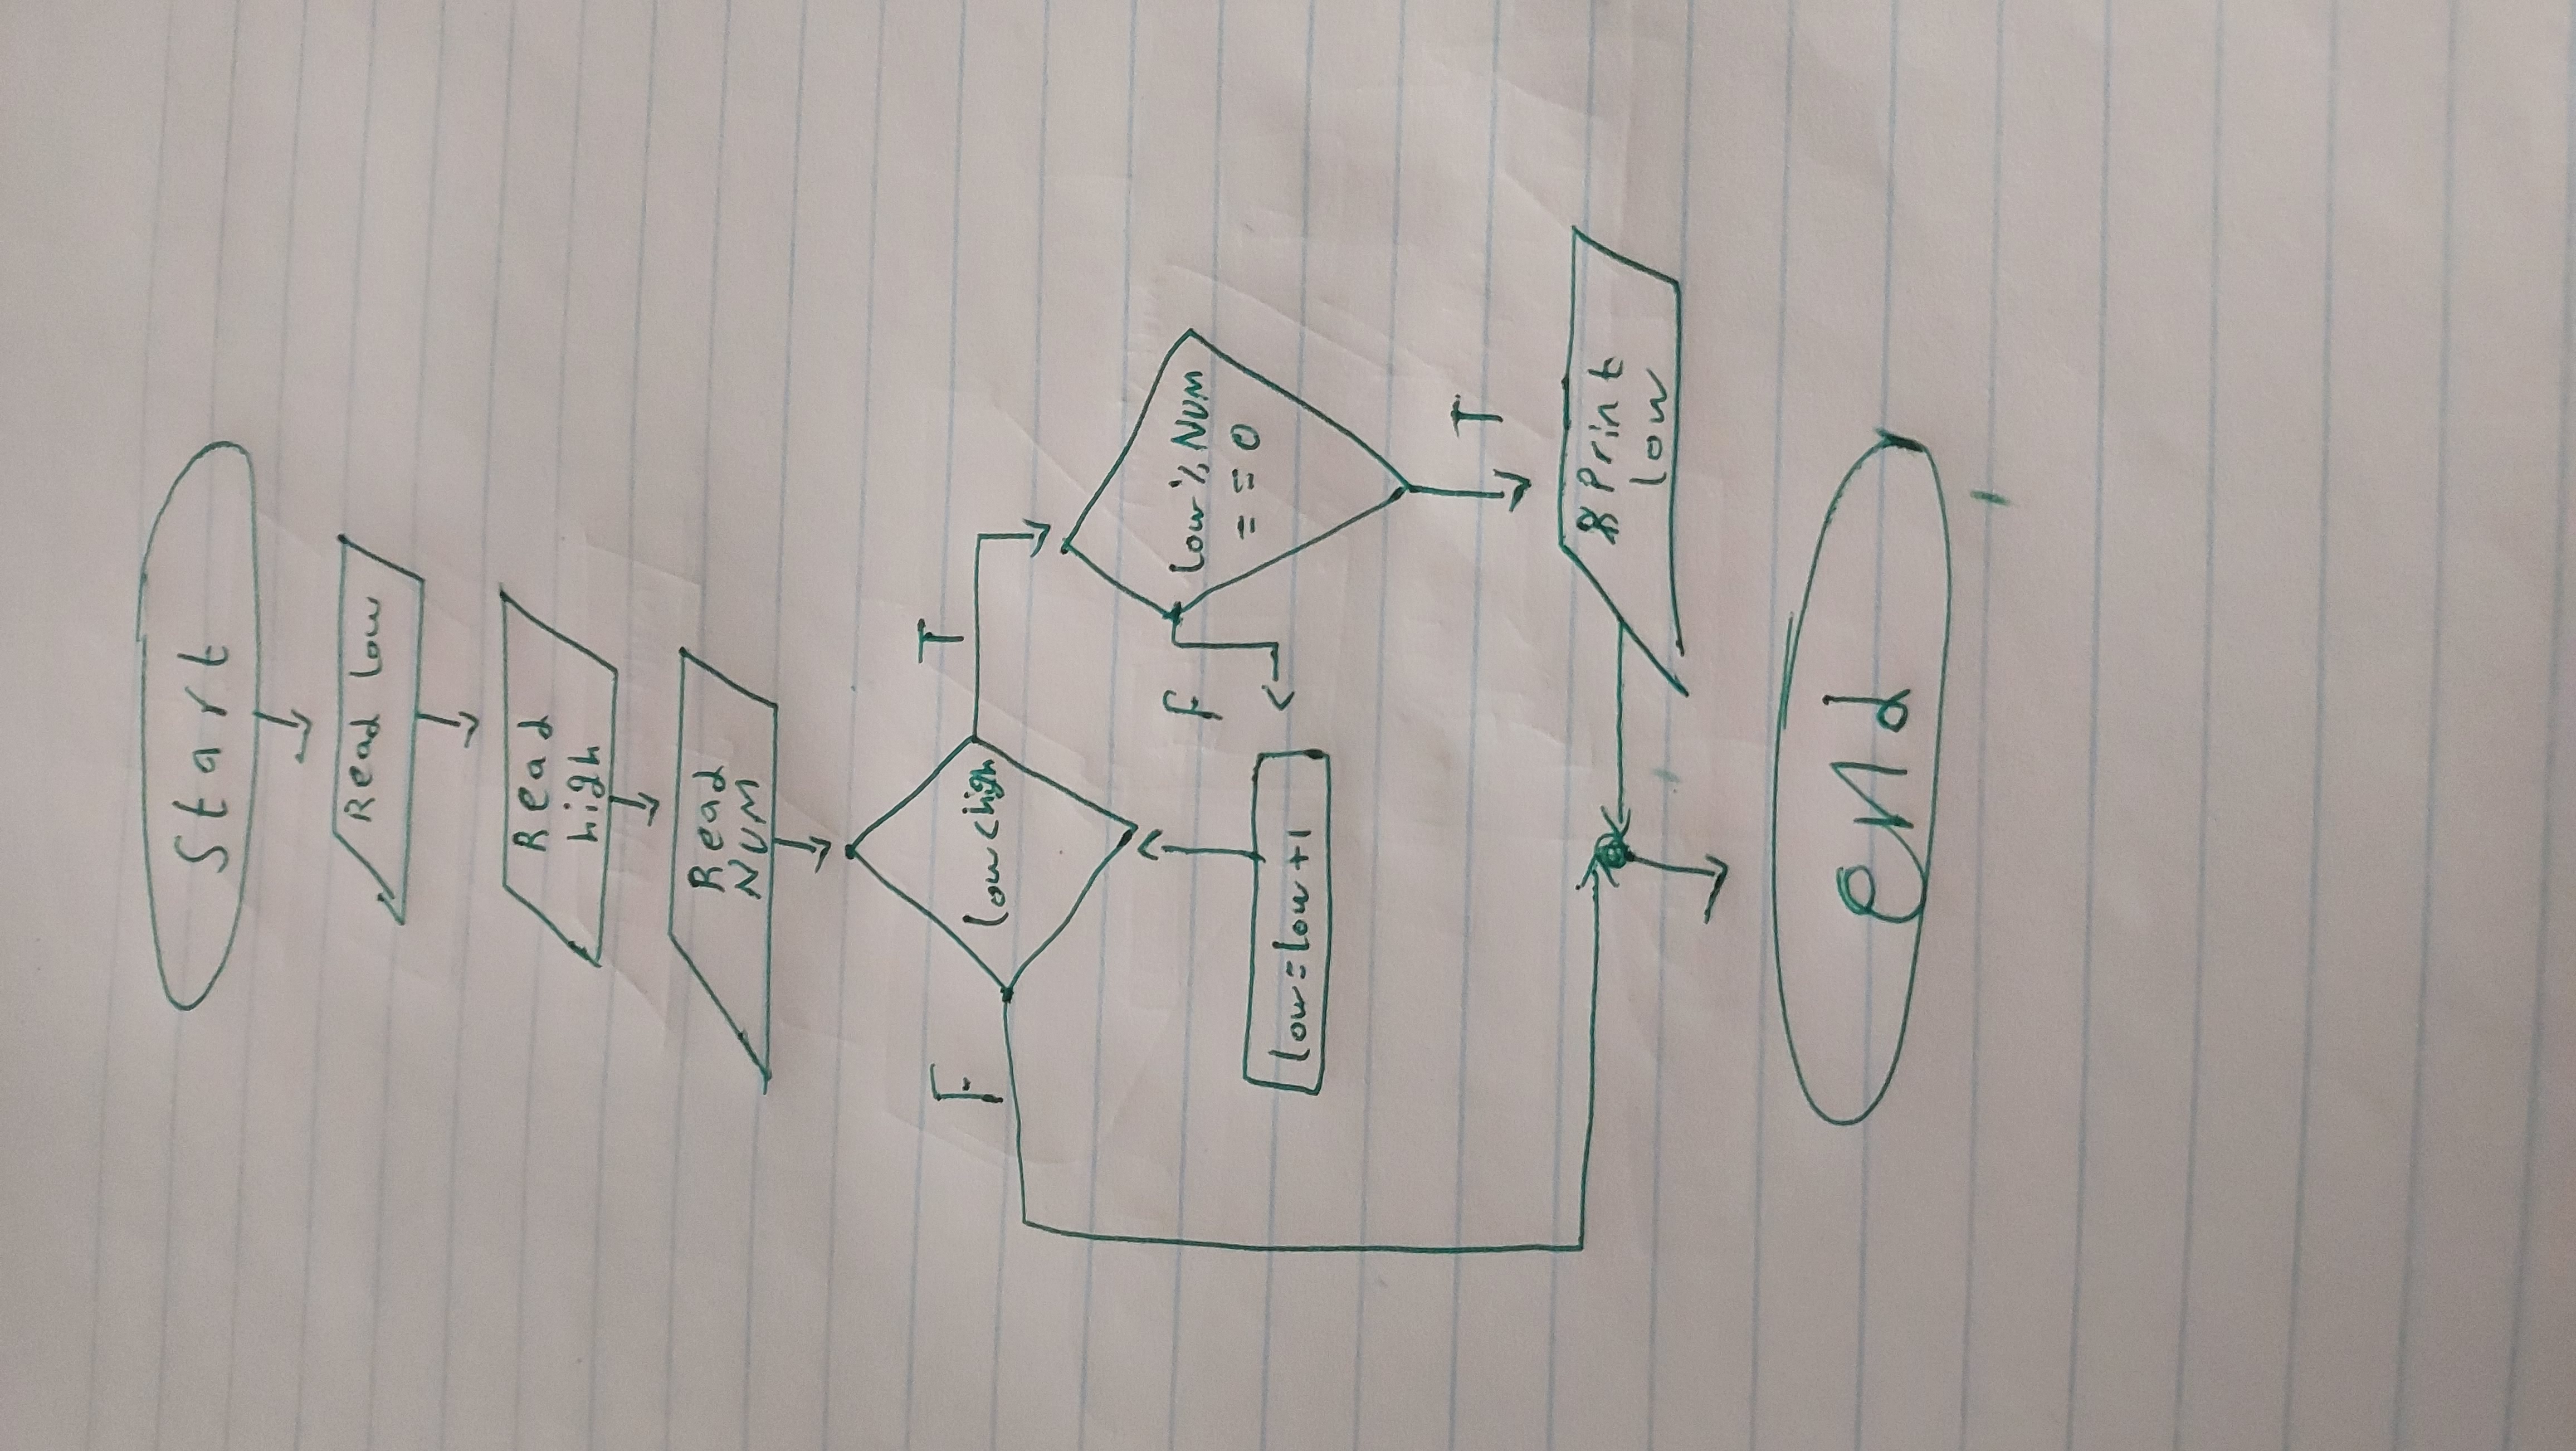 Start
Read low
Read
high
Read
NUM
F
T
low<high
F
low % NUM
= = 0
low=low+1
T
Print
low
end